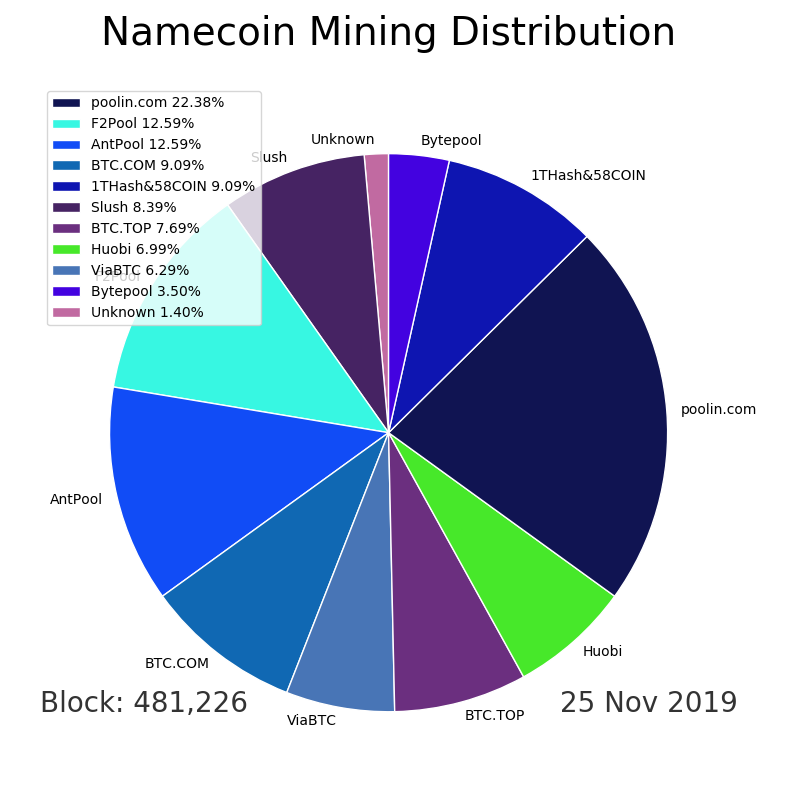 Namecoin Mining Distribution
poolin.com 22.38%
F2Pool 12.59%
AntPool 12.59%
BTC.COM 9.09%
1THash&58COIN 9.09%
Slush 8.39%
BTC.TOP 7.69%
Huobi 6.99%
ViaBTC 6.29%
Bytepool 3.50%
Unknown 1.40%
Unknown
Bytepool
Slush
1THash&58COIN
F2Pool
poolin.com
AntPool
Huobi
BTC.COM
ViaBTC
BTC.TOP
Block: 481,226
25 Nov 2019